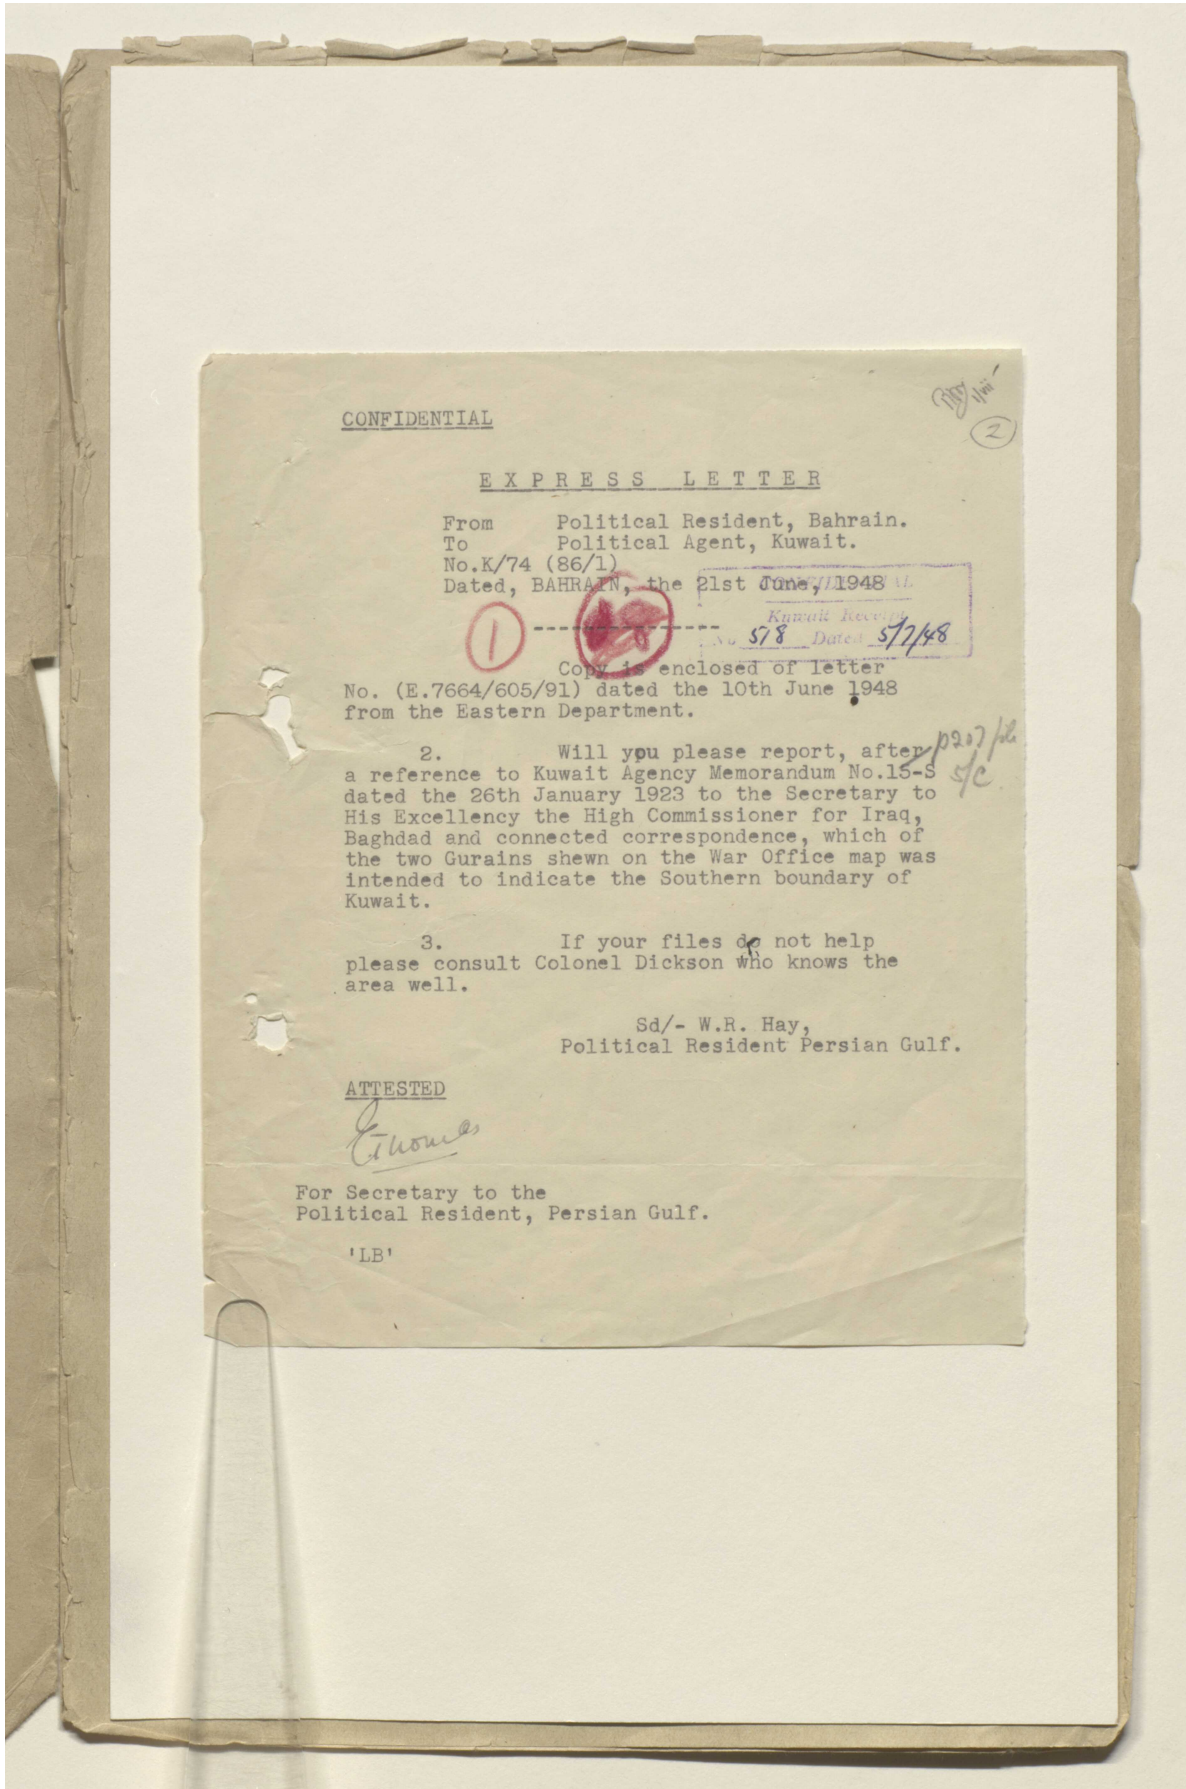 2
CONFIDENTIAL
EXPRESS LETTER
From Political Resident, Bahrain.
To Political Agent, Kuwait.
No.K/74 (86/1)
Dated, BAHRAIN, the 21st June, 1948
CONFIDENTIAL
Kuwait Receipt
No 518 Dated 5/7/48
1
Copy is enclosed of letter
No. (E.7664/605/91) dated the 10th June 1948
from the Eastern Department.
2. Will you please report, after
p207 file
a reference to Kuwait Agency Memorandum No.15-S
5/C
dated the 26th January 1923 to the Secretary to
His Excellency the High Commissioner for Iraq,
Baghdad and connected correspondence, which of
the two Gurains shewn on the War Office map was
intended to indicate the Southern boundary of
Kuwait.
3. If your files do not help
please consult Colonel Dickson who knows the
area well.
Sd/- W.R. Hay,
Political Resident Persian Gulf.
ATTESTED
EThomas
For Secretary to the
Political Resident, Persian Gulf.
'LB'